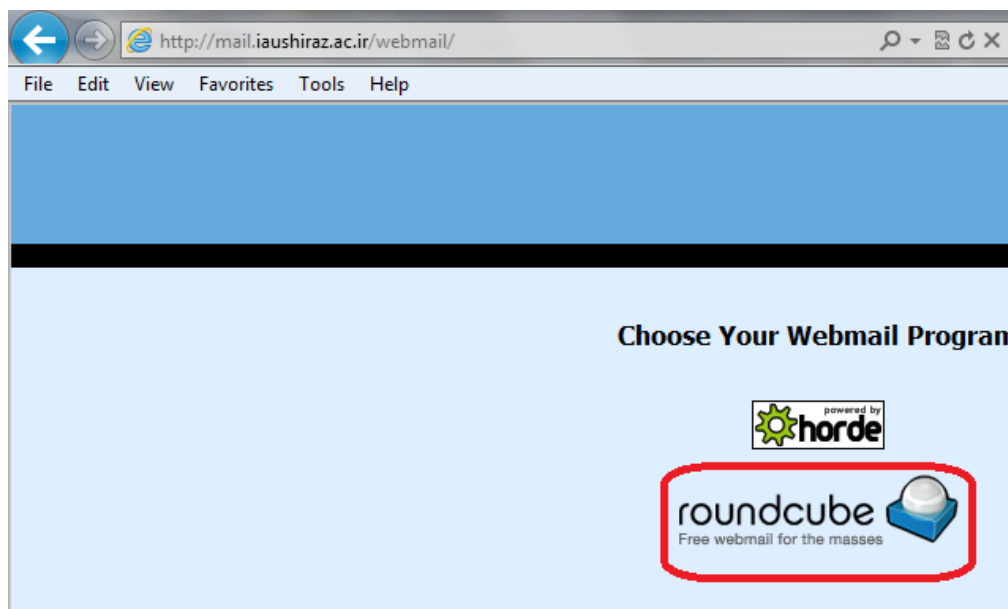 http://mail.iaushiraz.ac.ir/webmail/
File Edit View Favorites Tools Help
Choose Your Webmail Program
powered by
horde
roundcube
Free webmail for the masses